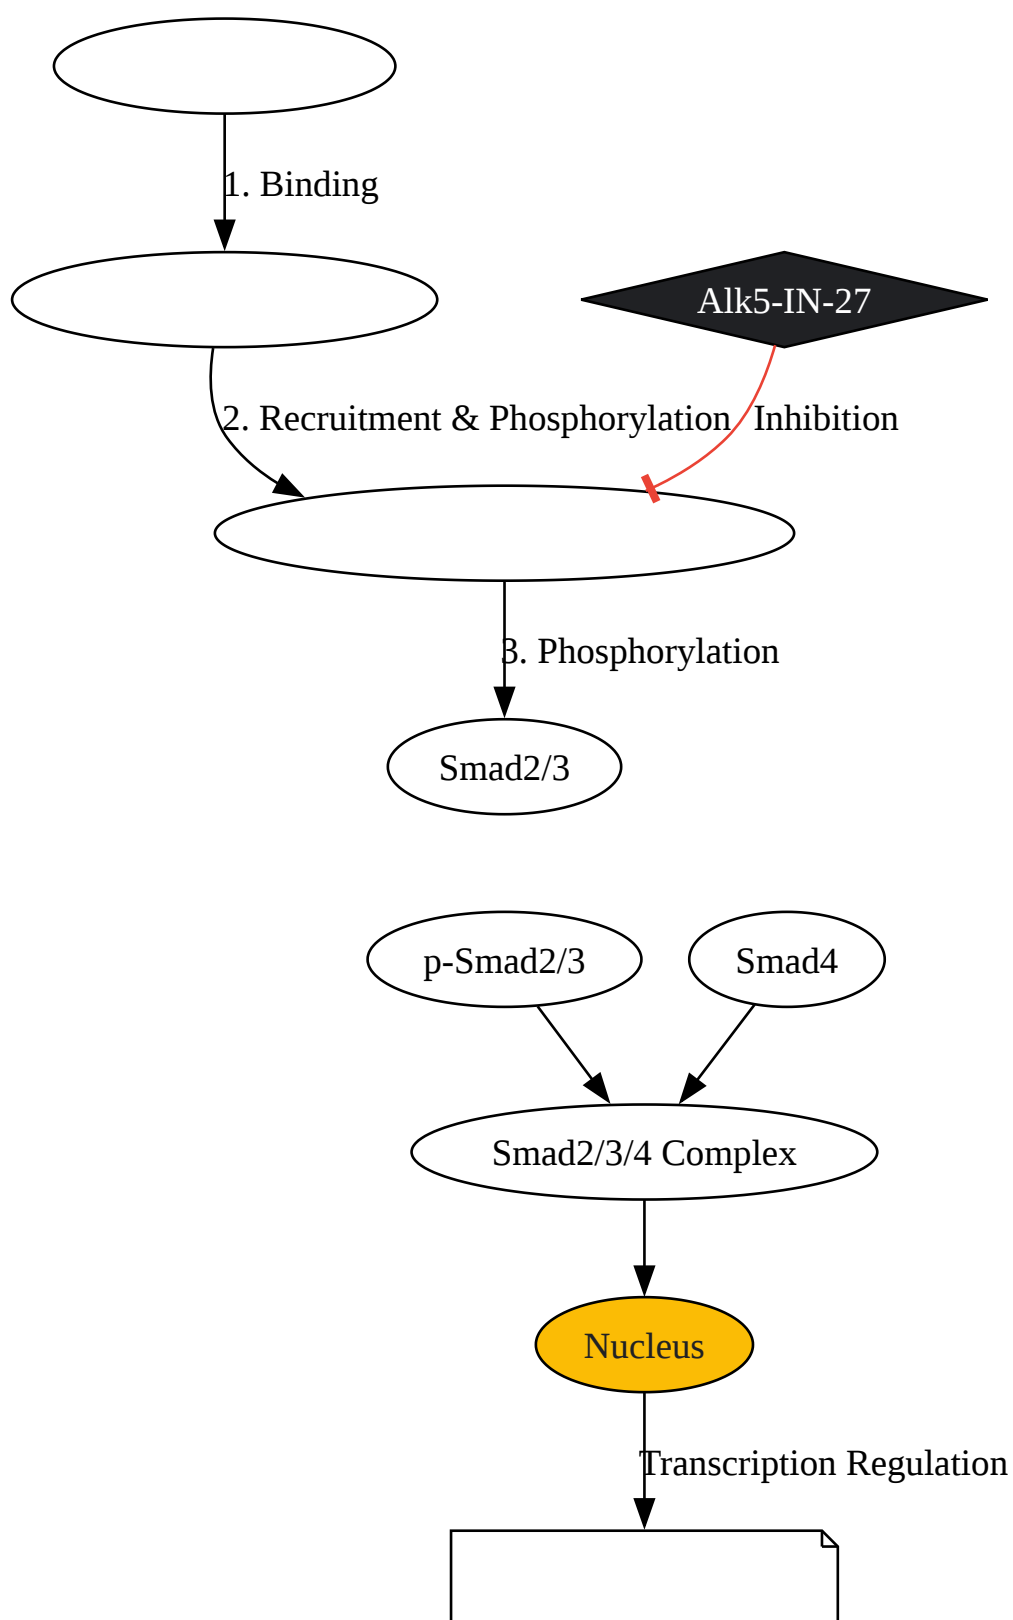 1. Binding
Alk5-IN-27
2. Recruitment & Phosphorylation
Inhibition
3. Phosphorylation
Smad2/3
p-Smad2/3
Smad4
Smad2/3/4 Complex
Nucleus
Transcription Regulation